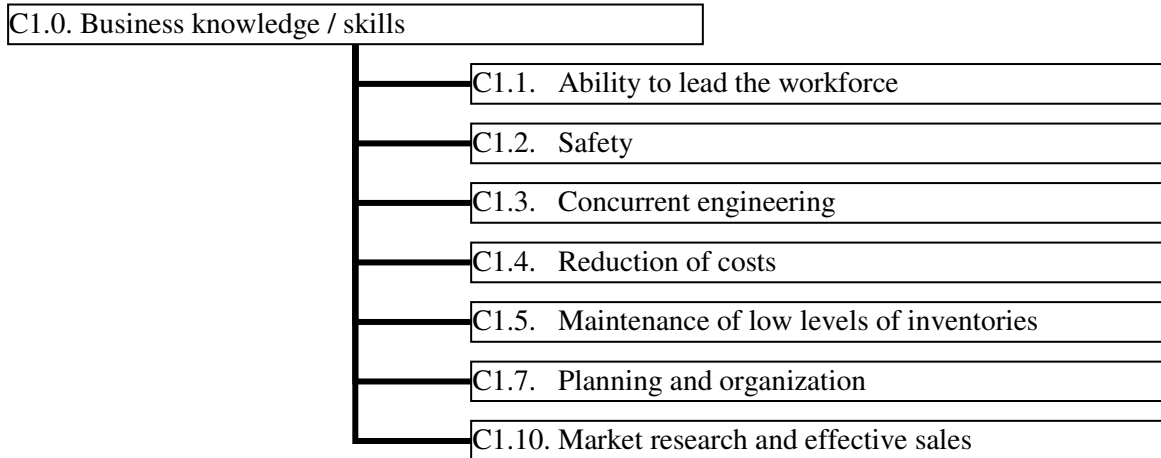 C1.0. Business knowledge / skills
C1.1. Ability to lead the workforce
C1.2. Safety
C1.3. Concurrent engineering
C1.4. Reduction of costs
C1.5. Maintenance of low levels of inventories
C1.7. Planning and organization
C1.10. Market research and effective sales